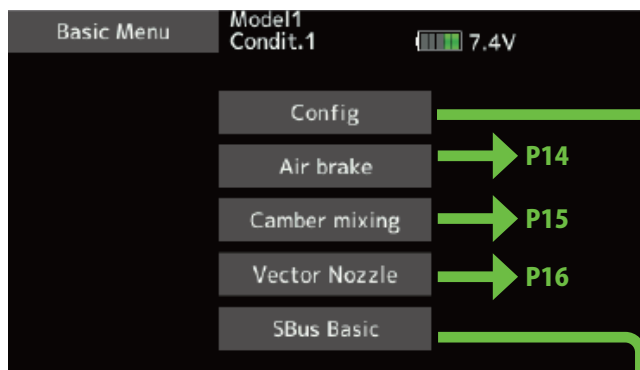 Basic Menu
Model1
Condit.1
7.4V
Config
Air brake
P14
Camber mixing
P15
Vector Nozzle
P16
SBus Basic